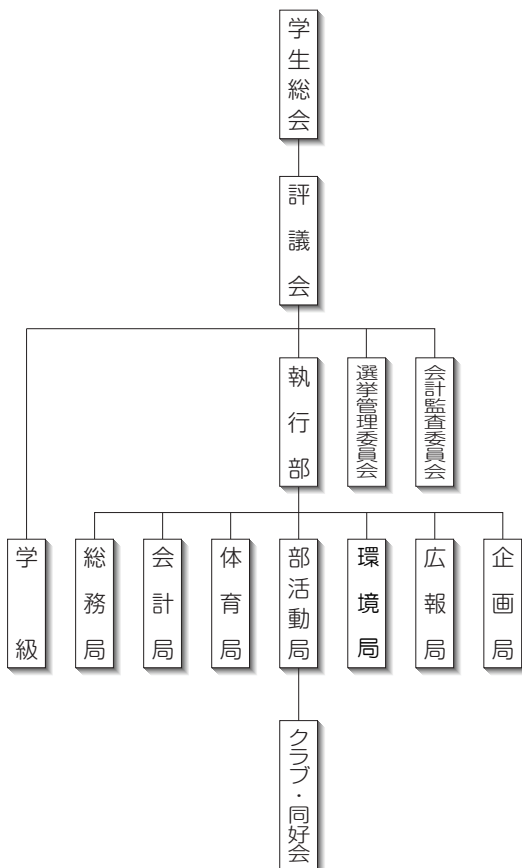 学生総会
評議会
執行部
選挙管理委員会
会計監査委員会
学級
総務局
会計局
体育局
部活動局
環境局
広報局
企画局
クラブ・同好会